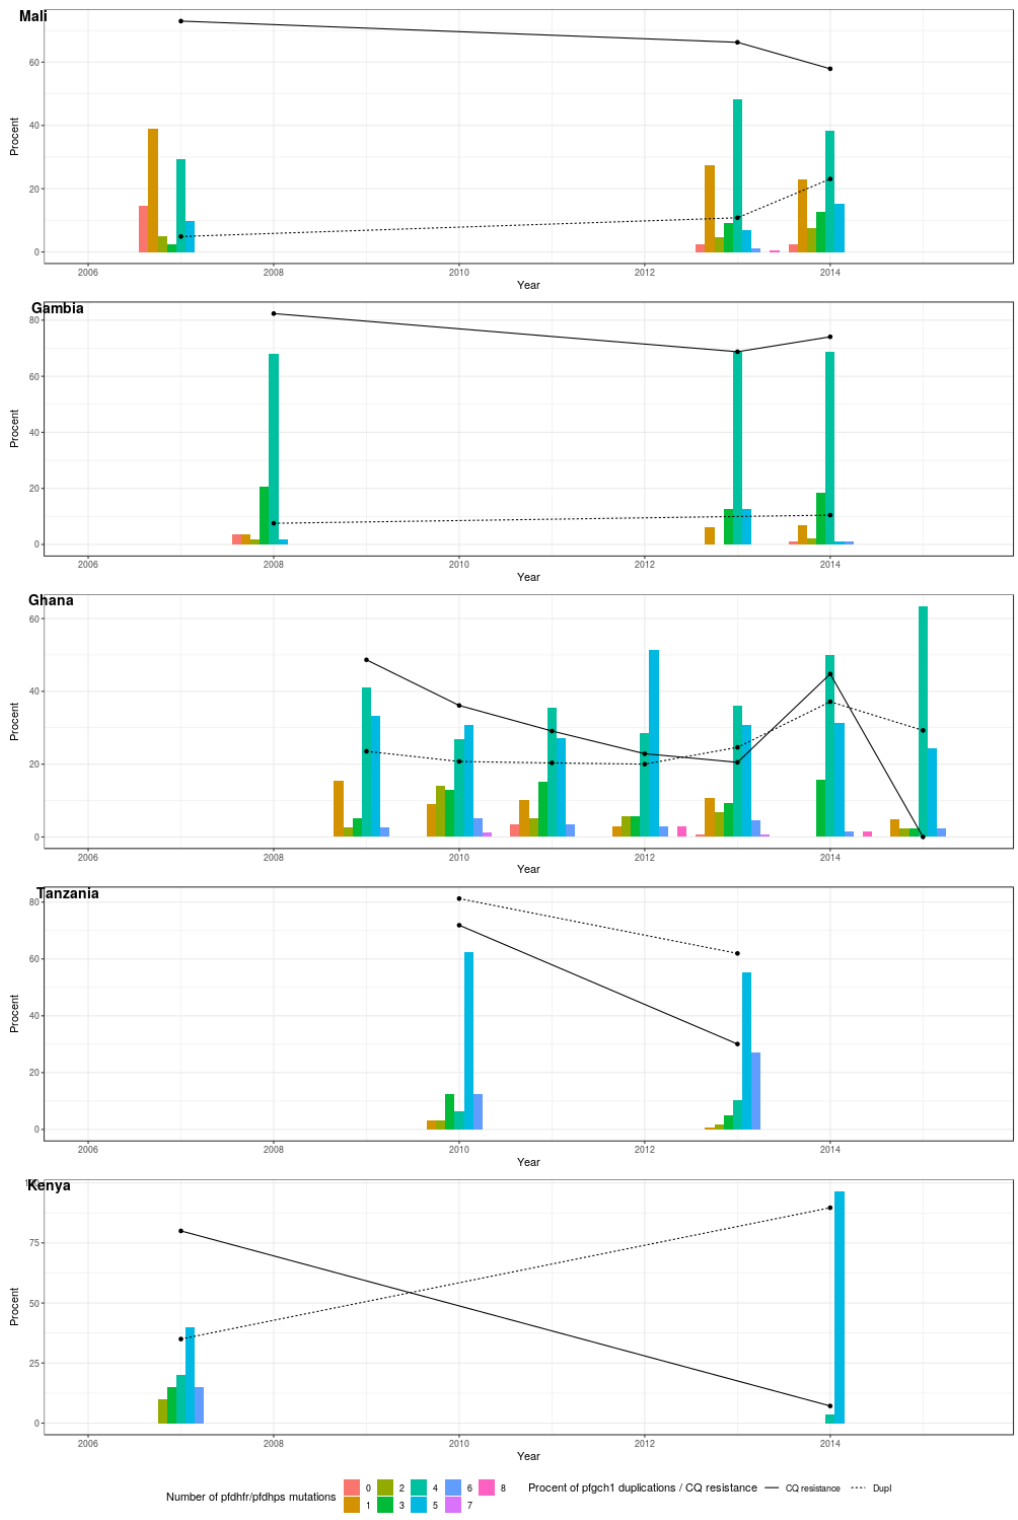 Mali
60
40
20
0
Procent
2006 2008 2010 2012 2014
Year
Gambia
80
60
40
20
0
Procent
2006 2008 2010 2012 2014
Year
Ghana
60
40
20
0
Procent
2006 2008 2010 2012 2014
Year
Tanzania
80
60
40
20
0
Procent
2006 2008 2010 2012 2014
Year
Kenya
75
50
25
0
Procent
2006 2008 2010 2012 2014
Year
Number of pfdhfr/pfdhps mutations 0 2 4 6 8
1 3 5 7
Procent of pfgch1 duplications / CQ resistance CQ resistance Dupl